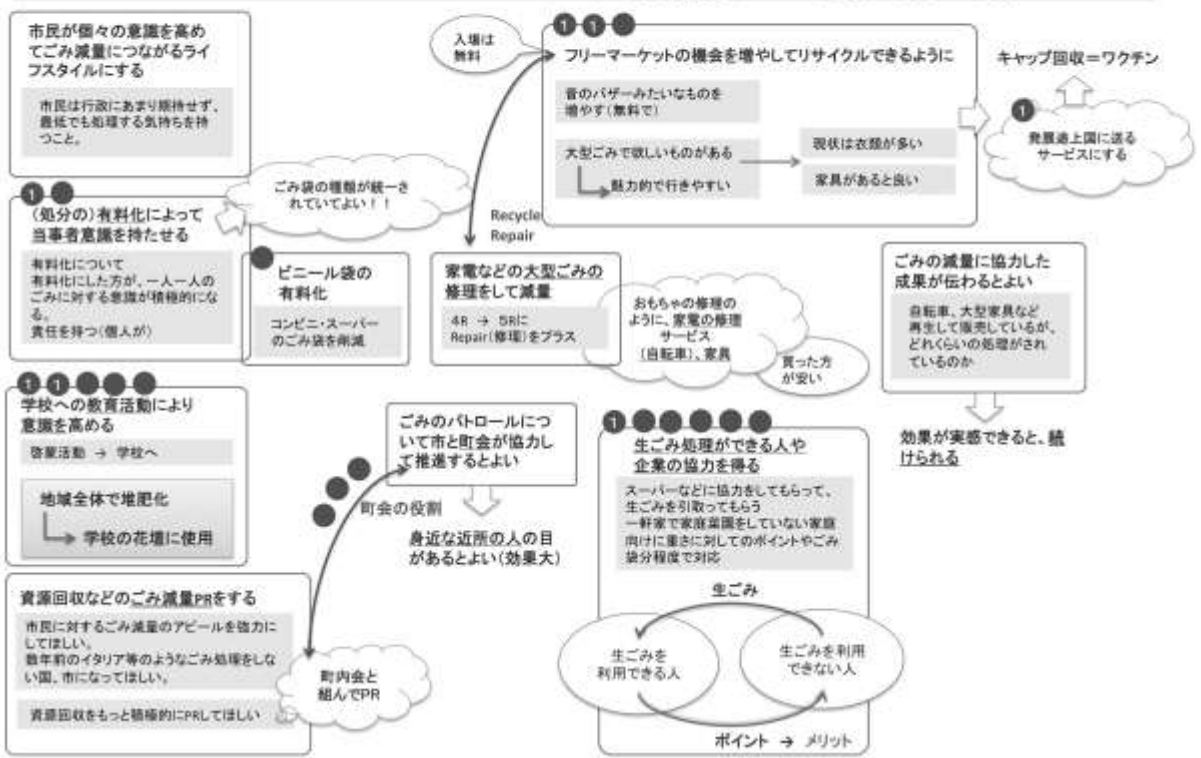 市民が個々の意識を高め
てごみ減量につながるライ
フスタイルにする
市民は行政にあまり期待せず、
最低でも処理する気持ちを持
つこと。
1
(処分の)有料化によって
当事者意識を持たせる
有料化について
有料化にした方が、一人一人の
ごみに対する意識が積極的にな
る。
責任を持つ(個人が)
ごみ袋の種類が統一さ
れていてよい!!
ビニール袋の
有料化
コンビニ・スーパー
のごみ袋を削減
入場は
無料
1 1
フリーマーケットの機会を増やしてリサイクルできるように
昔のバザーみたいなものを
増やす(無料で)
大型ごみで欲しいものがある
魅力的で行きやすい
現状は衣類が多い
家具があると良い
キャップ回収=ワクチン
1
発展途上国に送る
サービスにする
Recycle
Repair
家電などの大型ごみの
修理をして減量
4R → 5Rに
Repair(修理)をプラス
おもちゃの修理の
ように、家電の修理
サービス
(自転車)、家具
買った方
が安い
ごみの減量に協力した
成果が伝わるとよい
自転車、大型家具など
再生して販売しているが、
どれくらいの処理がされ
ているのか
効果が実感できると、続
けられる
1 1
学校への教育活動により
意識を高める
啓蒙活動 → 学校へ
地域全体で堆肥化
学校の花壇に使用
ごみのパトロールにつ
いて市と町会が協力し
て推進するとよい
町会の役割
身近な近所の人の目
があるとよい(効果大)
1
生ごみ処理ができる人や
企業の協力を得る
スーパーなどに協力をしてもらって、
生ごみを引取ってもらう
一軒家で家庭菜園をしていない家庭
向けに重さに対してのポイントやごみ
袋分程度で対応
生ごみ
生ごみを
利用できる人
生ごみを利用
できない人
ポイント → メリット
資源回収などのごみ減量PRをする
市民に対するごみ減量のアピールを強力に
してほしい。
数年前のイタリア等のようなごみ処理をしな
い国、市になってほしい。
資源回収をもっと積極的にPRしてほしい
町内会と
組んでPR